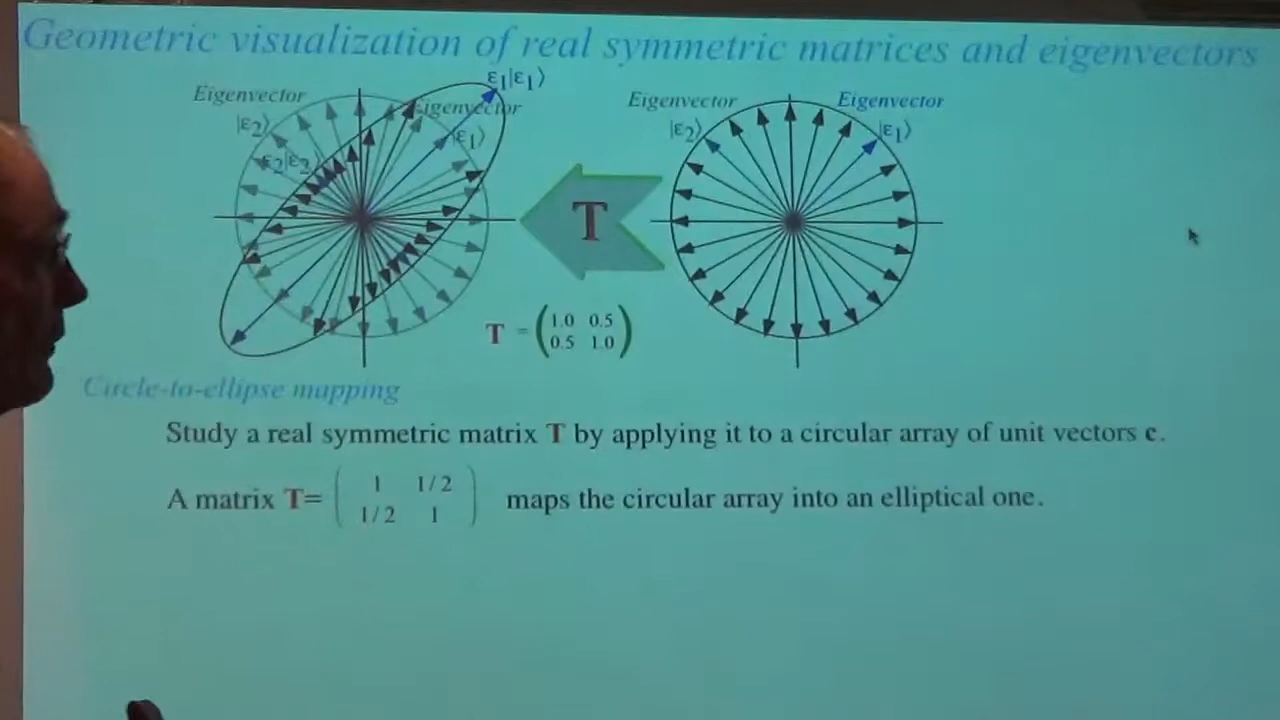 Geometric visualization of real symmetric matrices and eigenvectors
ε₁|ε₁⟩
Eigenvector
|ε₂⟩
Eigenvector
|ε₁⟩
ε₂|ε₂⟩
Eigenvector
|ε₂⟩
Eigenvector
|ε₁⟩
T
T = (1.0 0.5
0.5 1.0)
Circle-to-ellipse mapping
Study a real symmetric matrix T by applying it to a circular array of unit vectors c.
A matrix T= ( 1 1/2
1/2 1 ) maps the circular array into an elliptical one.